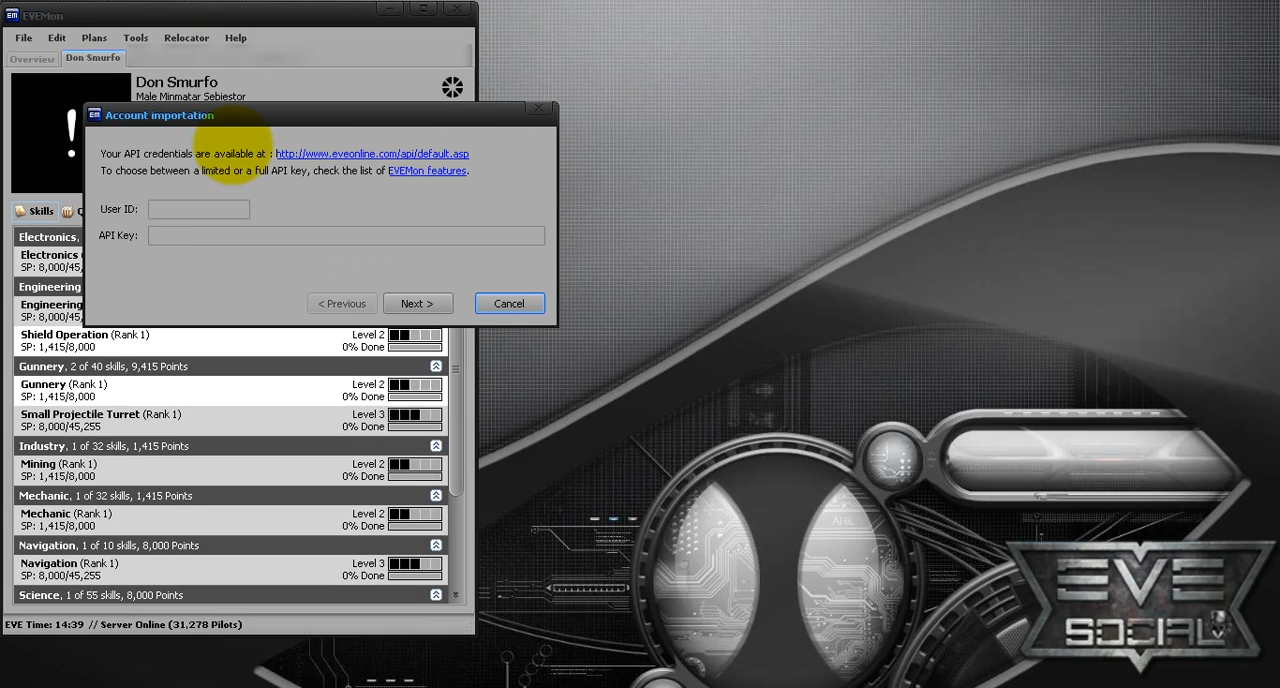 EVEMon
File Edit Plans Tools Relocator Help
Overview Don Smurfo
Don Smurfo
Male Minmatar Sebiestor
Account importation
Your API credentials are available at : http://www.eveonline.com/api/default.asp
To choose between a limited or a full API key, check the list of EVEMon features.
User ID:
API Key:
< Previous Next > Cancel
Skills
Electronics,
Electronics
SP: 8,000/45,
Engineering
Engineering
SP: 8,000/45,
Shield Operation (Rank 1) Level 2
SP: 1,415/8,000 0% Done
Gunnery, 2 of 40 skills, 9,415 Points
Gunnery (Rank 1) Level 2
SP: 1,415/8,000 0% Done
Small Projectile Turret (Rank 1) Level 3
SP: 8,000/45,255 0% Done
Industry, 1 of 32 skills, 1,415 Points
Mining (Rank 1) Level 2
SP: 1,415/8,000 0% Done
Mechanic, 1 of 32 skills, 1,415 Points
Mechanic (Rank 1) Level 2
SP: 1,415/8,000 0% Done
Navigation, 1 of 10 skills, 8,000 Points
Navigation (Rank 1) Level 3
SP: 8,000/45,255 0% Done
Science, 1 of 55 skills, 8,000 Points
EVE Time: 14:39 // Server Online (31,278 Pilots)
EVE
SOCIAL